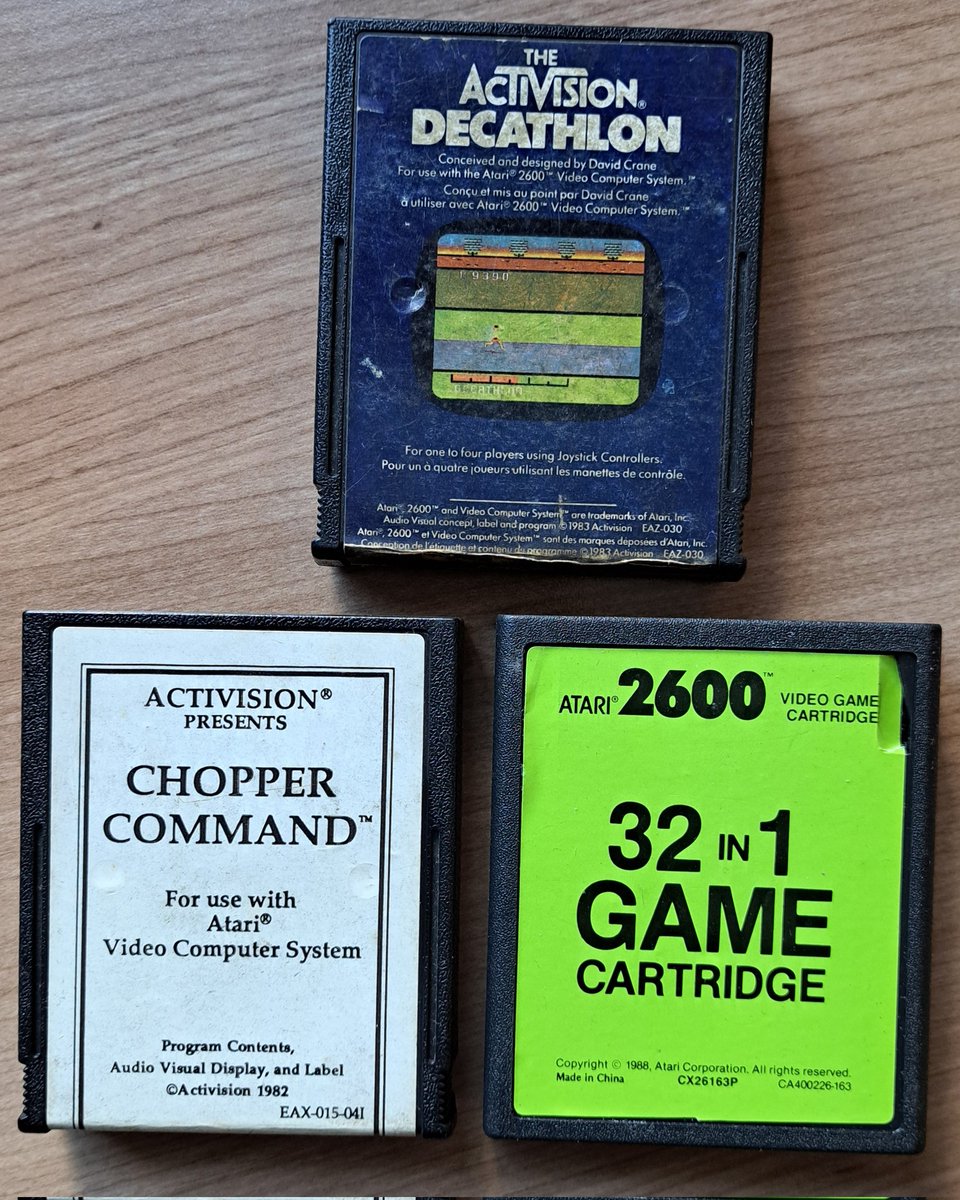 THE
ACTIVISION®
DECATHLON
Conceived and designed by David Crane
For use with the Atari® 2600™ Video Computer System.™
Conçu et mis au point par David Crane
à utiliser avec Atari® 2600™ Video Computer System.™
9390
For one to four players using Joystick Controllers.
Pour un à quatre joueurs utilisant les manettes de contrôle.
Atari®, 2600™ and Video Computer System™ are trademarks of Atari, Inc.
Audio Visual concept, label and program ©1983 Activision EAZ-030
Atari®, 2600™ et Video Computer System™ sont des marques déposées d'Atari, Inc.
Conception de l'étiquette et contenu du programme ©1983 Activision EAZ-030
ACTIVISION®
PRESENTS
CHOPPER
COMMAND™
For use with
Atari®
Video Computer System
Program Contents,
Audio Visual Display, and Label
©Activision 1982
EAX-015-04I
ATARI® 2600™ VIDEO GAME
CARTRIDGE
32 IN 1
GAME
CARTRIDGE
Copyright © 1988, Atari Corporation. All rights reserved.
Made in China CX26163P CA400226-163